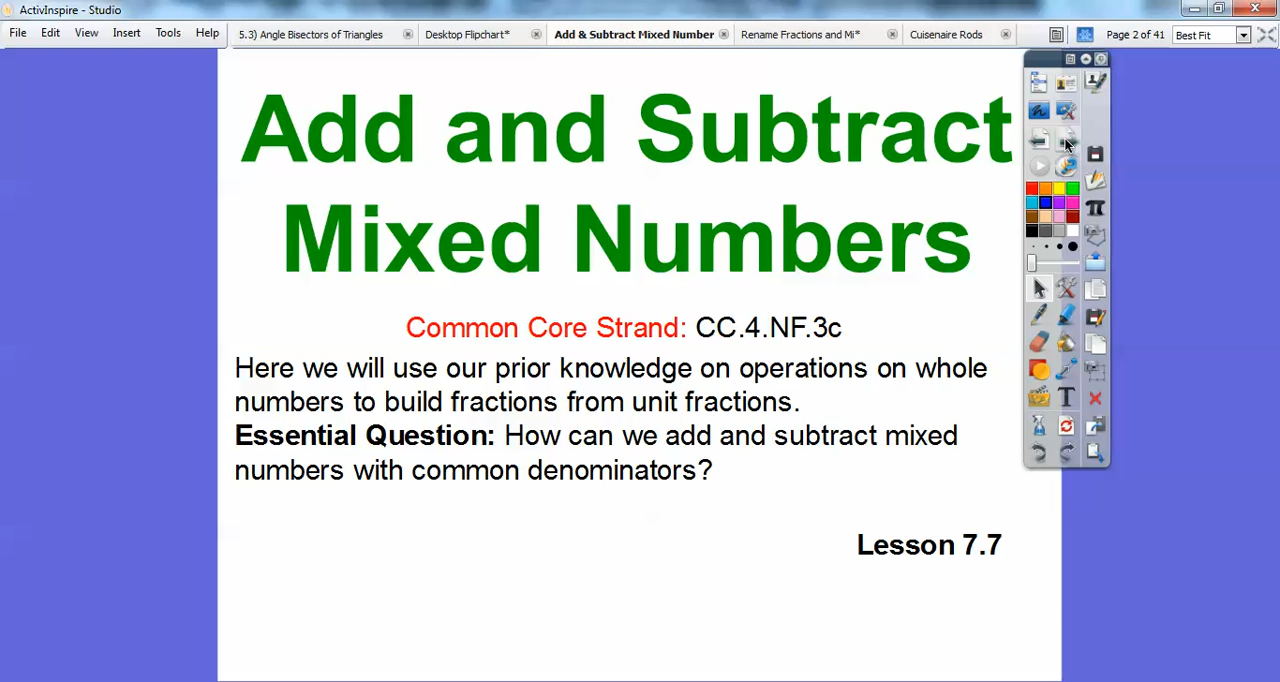 ActivInspire - Studio
File Edit View Insert Tools Help
5.3) Angle Bisectors of Triangles
Desktop Flipchart*
Add & Subtract Mixed Number
Rename Fractions and Mi*
Cuisenaire Rods
Page 2 of 41
Best Fit
Add and Subtract
Mixed Numbers
Common Core Strand: CC.4.NF.3c
Here we will use our prior knowledge on operations on whole
numbers to build fractions from unit fractions.
Essential Question: How can we add and subtract mixed
numbers with common denominators?
Lesson 7.7